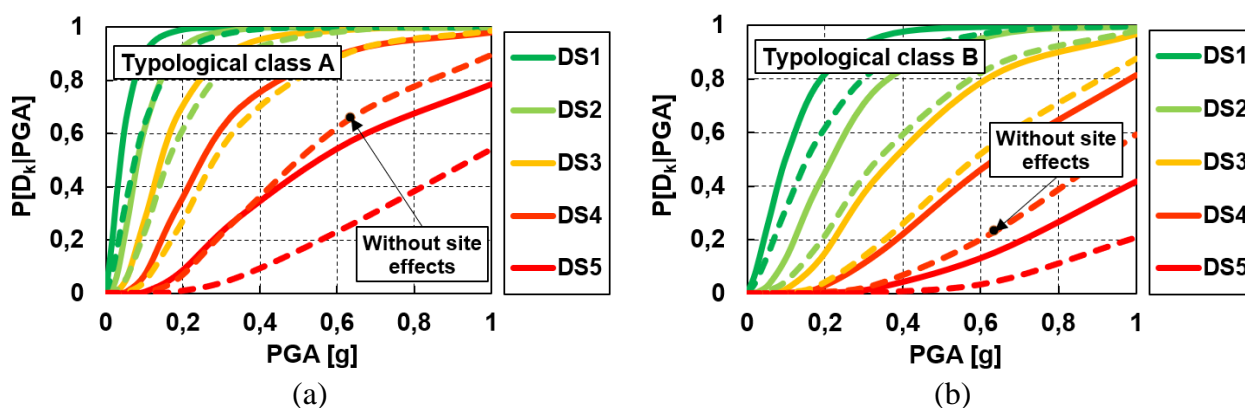 1
0,8
0,6
0,4
0,2
0
P[Dk|PGA]
Typological class A
Without site
effects
0
0,2
0,4
0,6
0,8
1
PGA [g]
DS1
DS2
DS3
DS4
DS5
(a)
1
0,8
0,6
0,4
0,2
0
P[Dk|PGA]
Typological class B
Without site
effects
0
0,2
0,4
0,6
0,8
1
PGA [g]
DS1
DS2
DS3
DS4
DS5
(b)